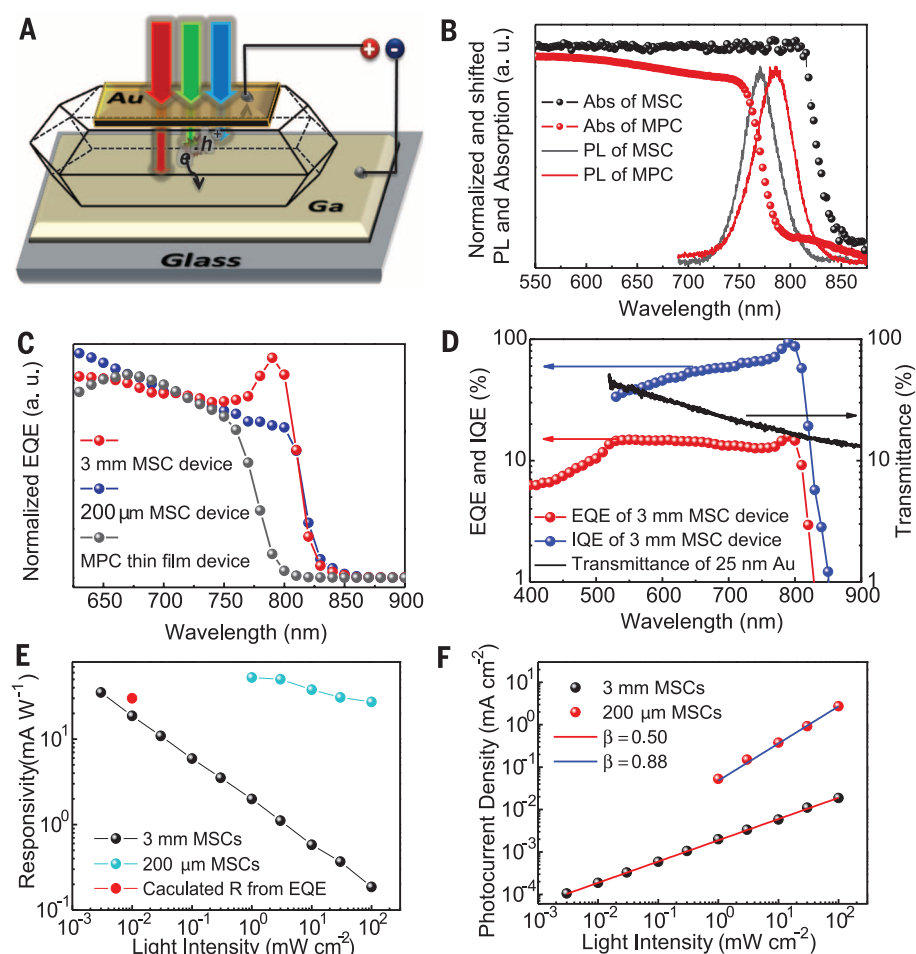 A
Au
+
-
e
-
h
+
Ga
Glass
B
Normalized and shifted
PL and Absorption (a. u.)
Abs of MSC
Abs of MPC
PL of MSC
PL of MPC
550 600 650 700 750 800 850
Wavelength (nm)
C
Normalized EQE (a. u.)
3 mm MSC device
200 μm MSC device
MPC thin film device
650 700 750 800 850 900
Wavelength (nm)
D
EQE and IQE (%)
100
10
1
Transmittance (%)
100
10
1
EQE of 3 mm MSC device
IQE of 3 mm MSC device
Transmittance of 25 nm Au
400 500 600 700 800 900
Wavelength (nm)
E
Responsivity(mA W⁻¹)
10¹
10⁰
10⁻¹
3 mm MSCs
200 μm MSCs
Caculated R from EQE
10⁻³ 10⁻² 10⁻¹ 10⁰ 10¹ 10²
Light Intensity (mW cm⁻²)
F
Photocurrent Density (mA cm⁻²)
10¹
10⁰
10⁻¹
10⁻²
10⁻³
10⁻⁴
3 mm MSCs
200 μm MSCs
β = 0.50
β = 0.88
10⁻³ 10⁻² 10⁻¹ 10⁰ 10¹ 10²
Light Intensity (mW cm⁻²)